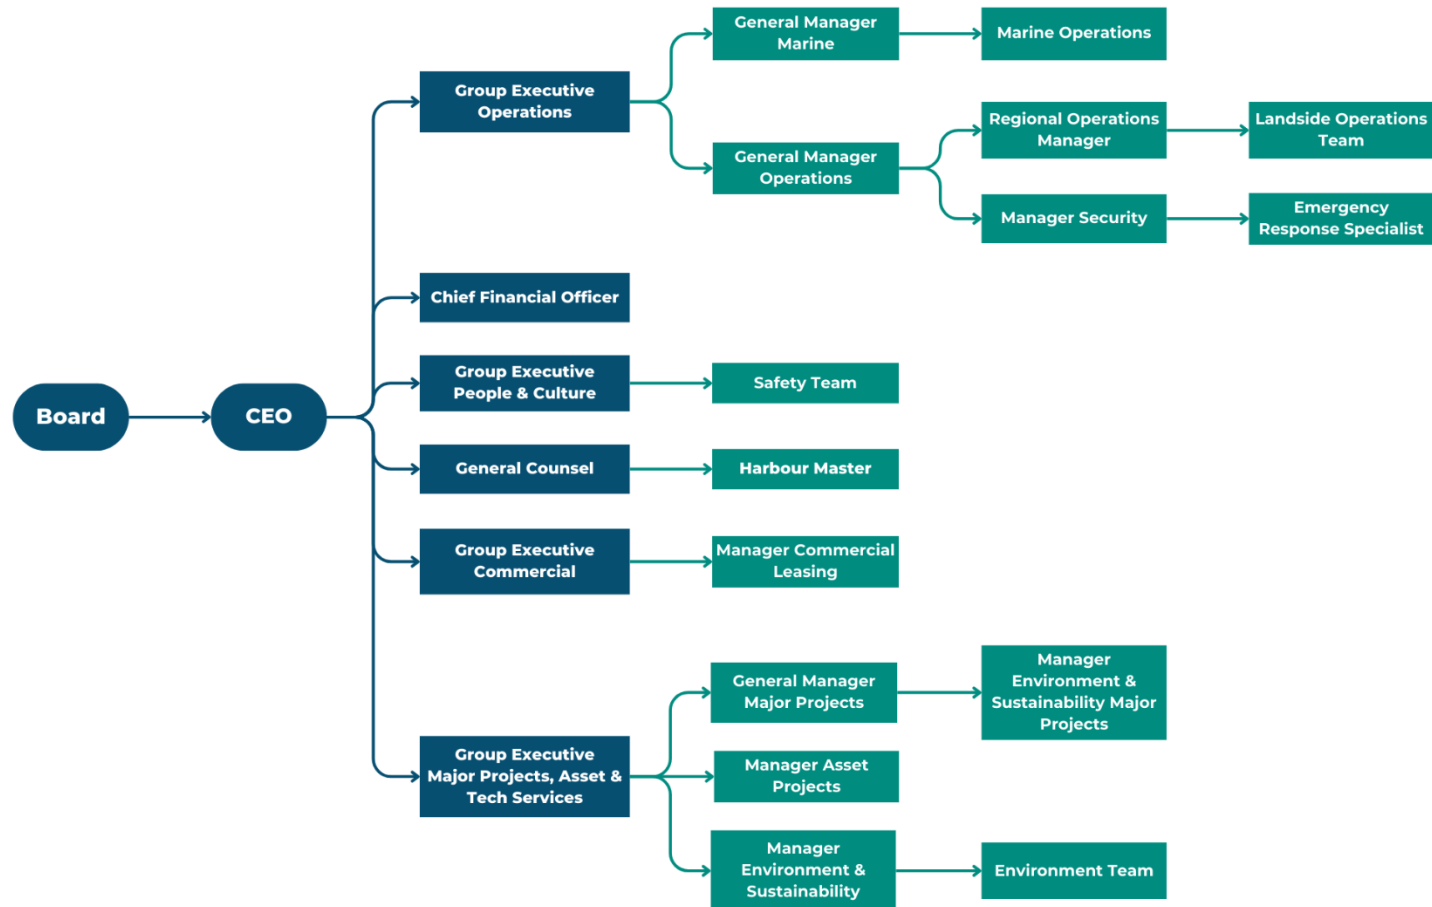 Board
CEO
Group Executive
Operations
General Manager
Marine
Marine Operations
General Manager
Operations
Regional Operations
Manager
Landside Operations
Team
Manager Security
Emergency
Response Specialist
Chief Financial Officer
Group Executive
People & Culture
Safety Team
General Counsel
Harbour Master
Group Executive
Commercial
Manager Commercial
Leasing
Group Executive
Major Projects, Asset &
Tech Services
General Manager
Major Projects
Manager
Environment &
Sustainability Major
Projects
Manager Asset
Projects
Manager
Environment &
Sustainability
Environment Team